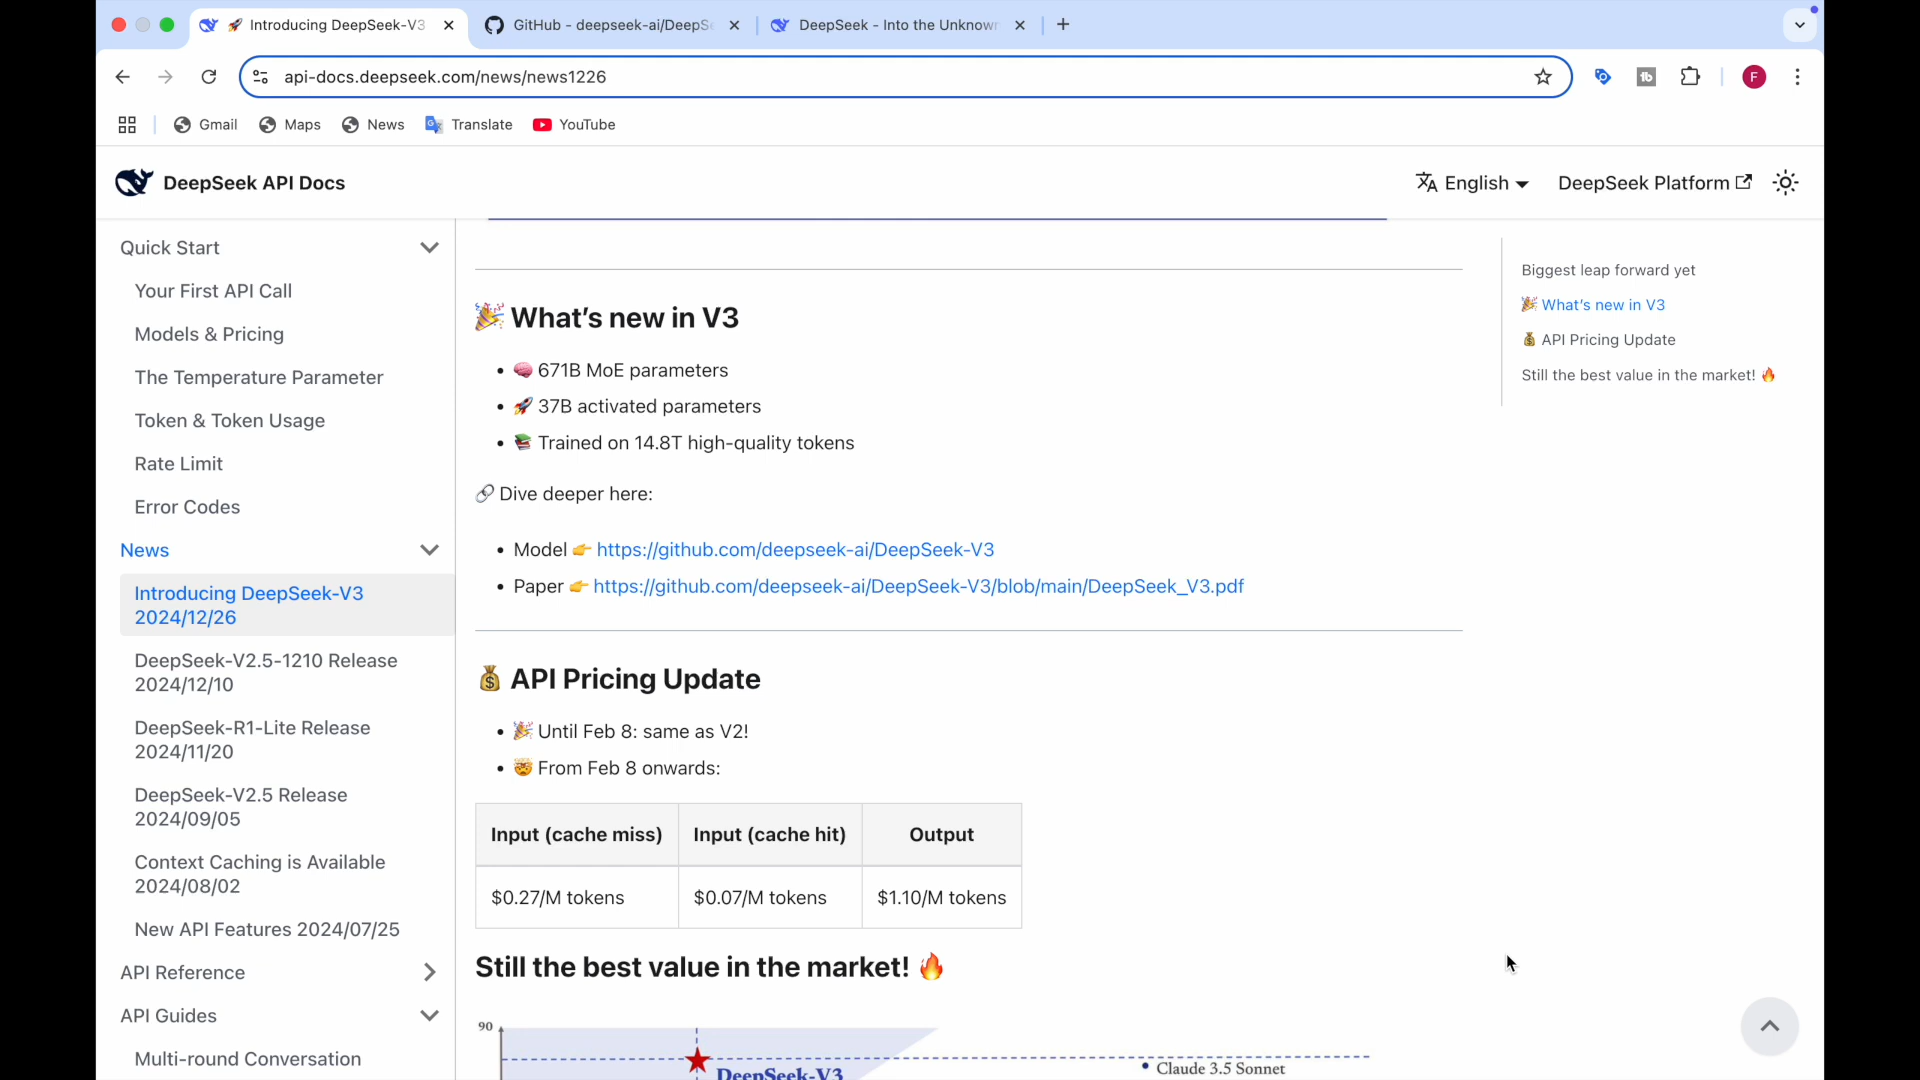 🚀 Introducing DeepSeek-V3
GitHub - deepseek-ai/DeepS
DeepSeek - Into the Unknown
api-docs.deepseek.com/news/news1226
F
Gmail
Maps
News
Translate
YouTube
DeepSeek API Docs
English
DeepSeek Platform
Quick Start
Your First API Call
Models & Pricing
The Temperature Parameter
Token & Token Usage
Rate Limit
Error Codes
News
Introducing DeepSeek-V3
2024/12/26
DeepSeek-V2.5-1210 Release
2024/12/10
DeepSeek-R1-Lite Release
2024/11/20
DeepSeek-V2.5 Release
2024/09/05
Context Caching is Available
2024/08/02
New API Features 2024/07/25
API Reference
API Guides
Multi-round Conversation
🎉 What’s new in V3
• 🧠 671B MoE parameters
• 🚀 37B activated parameters
• 📚 Trained on 14.8T high-quality tokens
🔗 Dive deeper here:
• Model 👉 https://github.com/deepseek-ai/DeepSeek-V3
• Paper 👉 https://github.com/deepseek-ai/DeepSeek-V3/blob/main/DeepSeek_V3.pdf
💰 API Pricing Update
• 🎉 Until Feb 8: same as V2!
• 🤯 From Feb 8 onwards:
Input (cache miss) Input (cache hit) Output
$0.27/M tokens $0.07/M tokens $1.10/M tokens
Still the best value in the market! 🔥
90
DeepSeek-V3
Claude 3.5 Sonnet
Biggest leap forward yet
🎉 What’s new in V3
💰 API Pricing Update
Still the best value in the market! 🔥